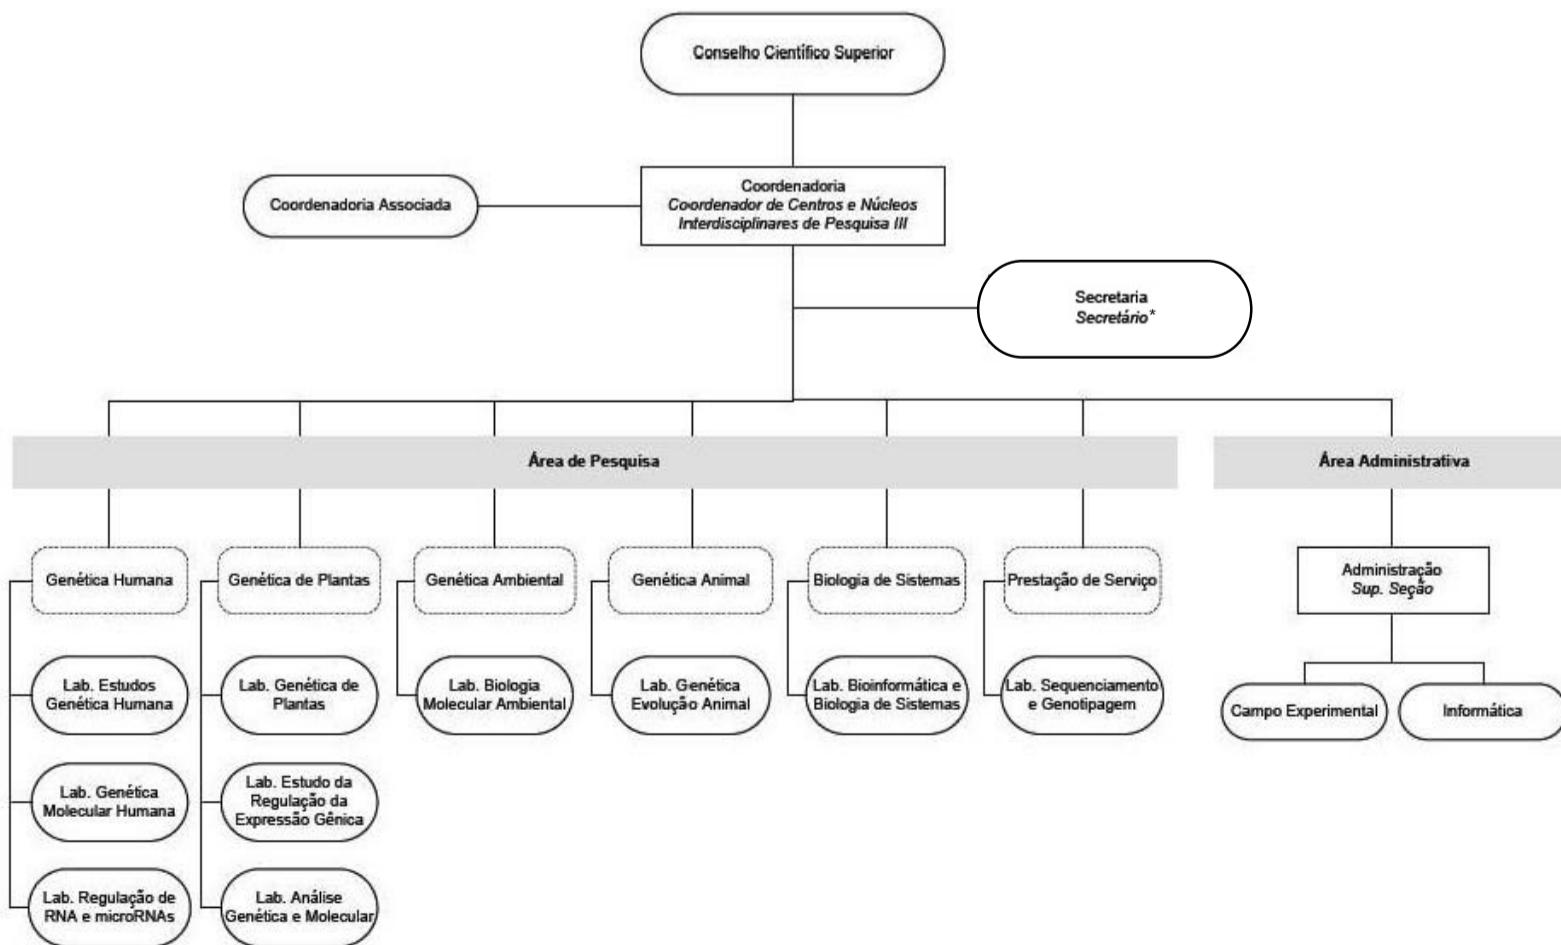 Conselho Científico Superior
Coordenadoria
Coordenador de Centros e Núcleos
Interdisciplinares de Pesquisa III
Coordenadoria Associada
Secretaria
Secretário*
Área de Pesquisa
Área Administrativa
Genética Humana
Genética de Plantas
Genética Ambiental
Genética Animal
Biologia de Sistemas
Prestação de Serviço
Administração
Sup. Seção
Lab. Estudos
Genética Humana
Lab. Genética de
Plantas
Lab. Biologia
Molecular Ambiental
Lab. Genética
Evolução Animal
Lab. Bioinformática e
Biologia de Sistemas
Lab. Sequenciamento
e Genotipagem
Campo Experimental
Informática
Lab. Genética
Molecular Humana
Lab. Estudo da
Regulação da
Expressão Gênica
Lab. Regulação de
RNA e microRNAs
Lab. Análise
Genética e Molecular